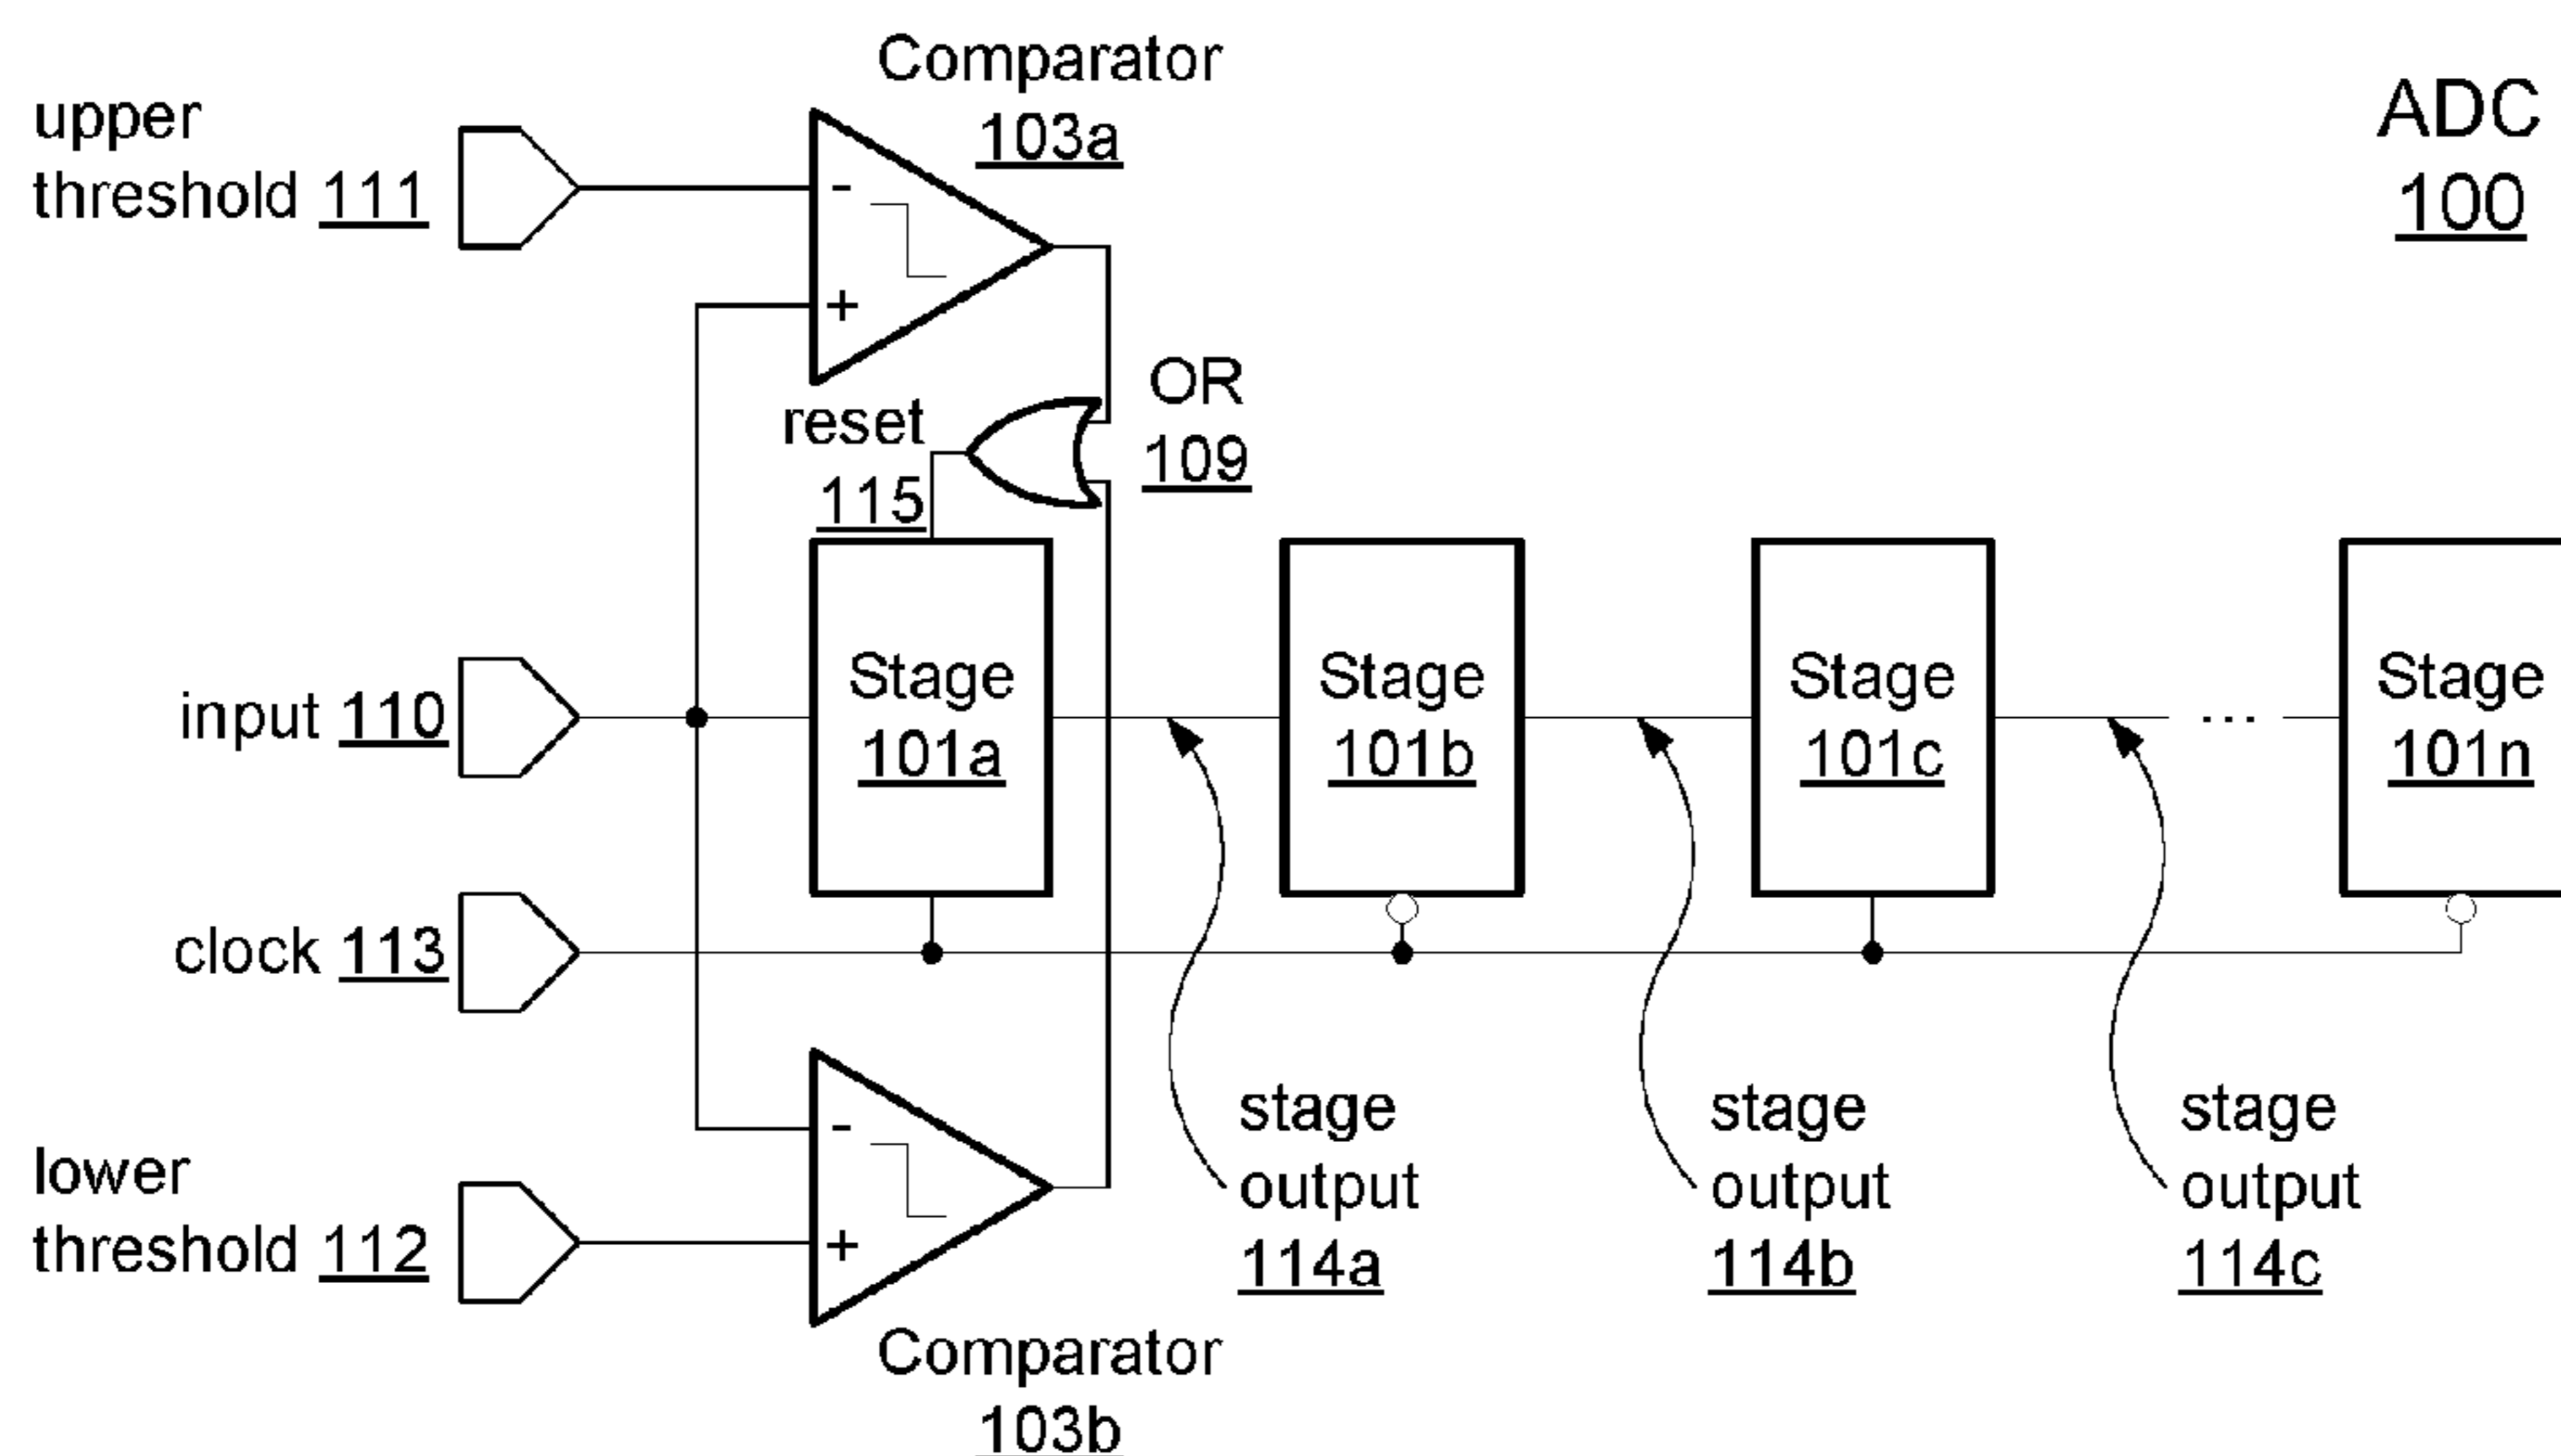 Comparator
103a
ADC
100
upper
threshold 111
-
+
OR
109
reset
115
Stage
101a
Stage
101b
Stage
101c
...
Stage
101n
input 110
clock 113
lower
threshold 112
-
+
stage
output
114a
stage
output
114b
stage
output
114c
Comparator
103b